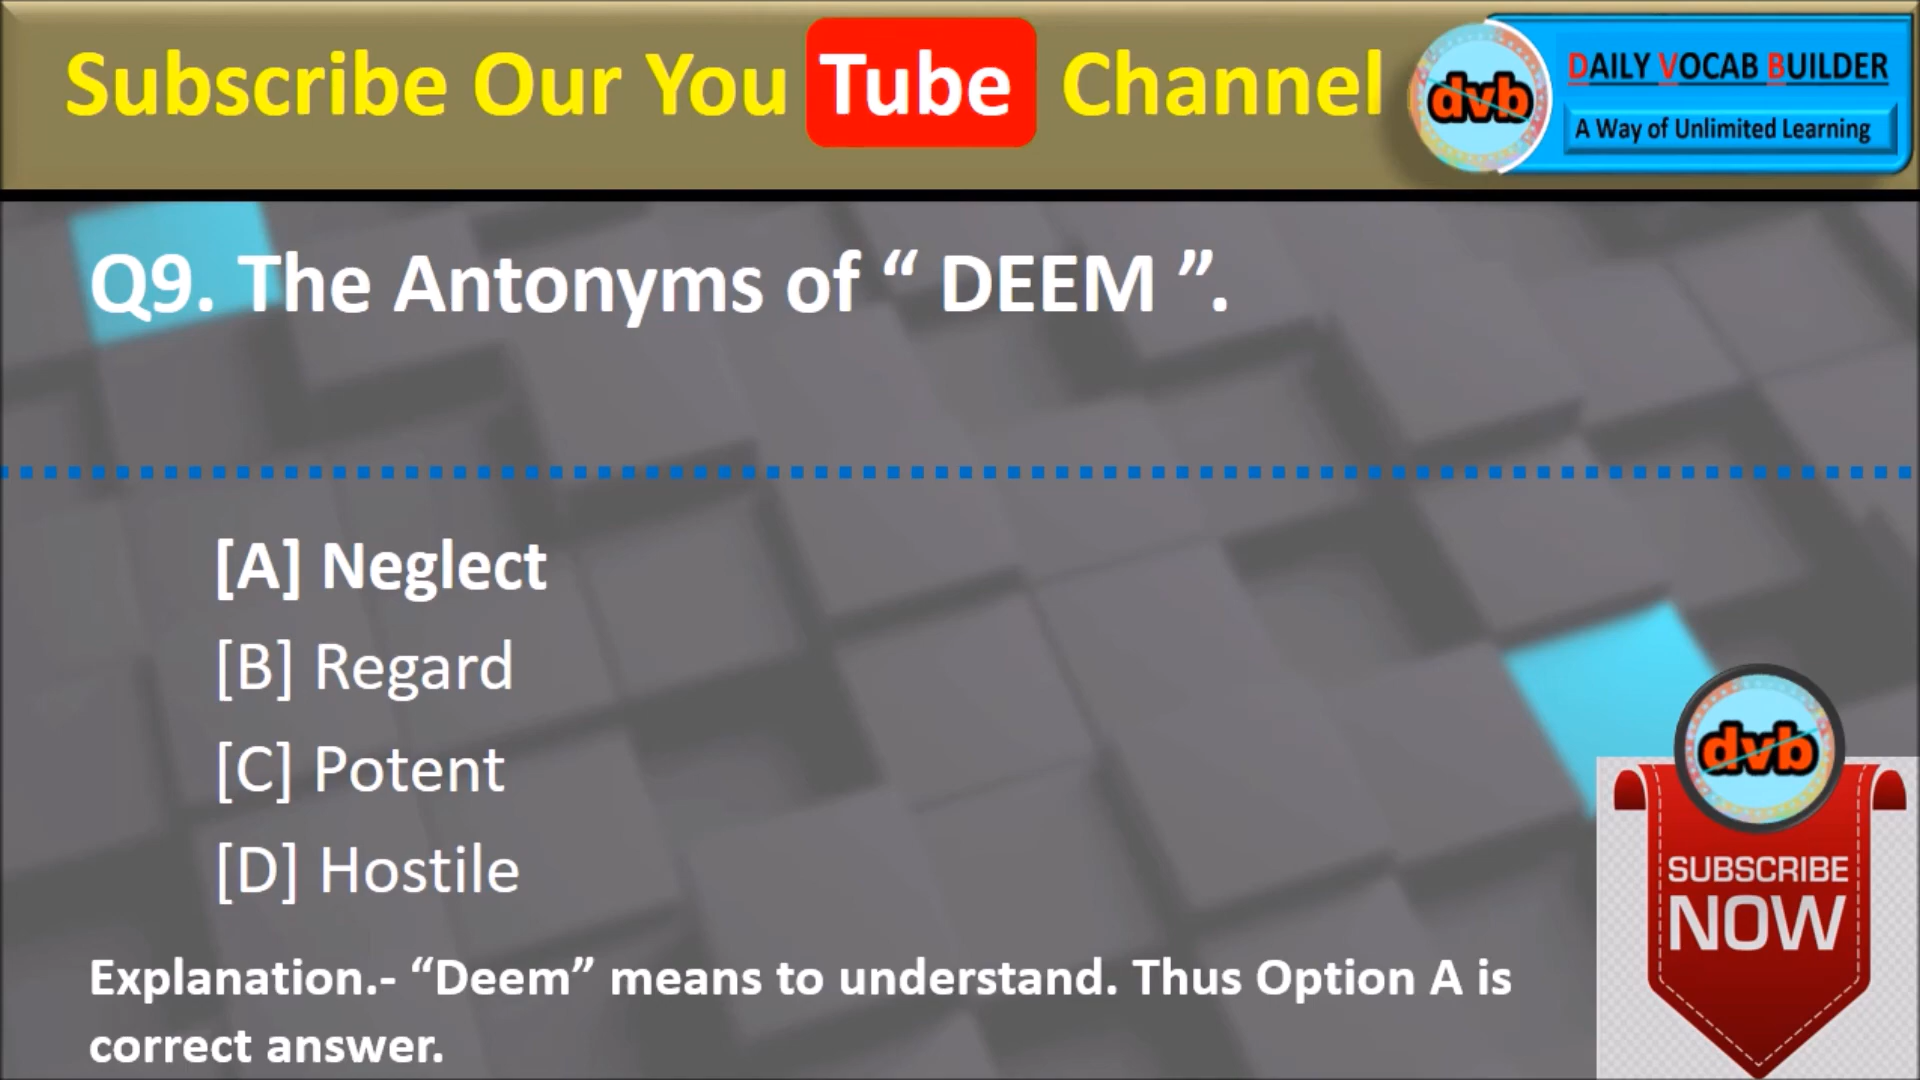 Subscribe Our You Tube Channel
dvb
DAILY VOCAB BUILDER
A Way of Unlimited Learning
Q9. The Antonyms of “ DEEM ”.
[A] Neglect
[B] Regard
[C] Potent
[D] Hostile
dvb
SUBSCRIBE
NOW
Explanation.- “Deem” means to understand. Thus Option A is
correct answer.